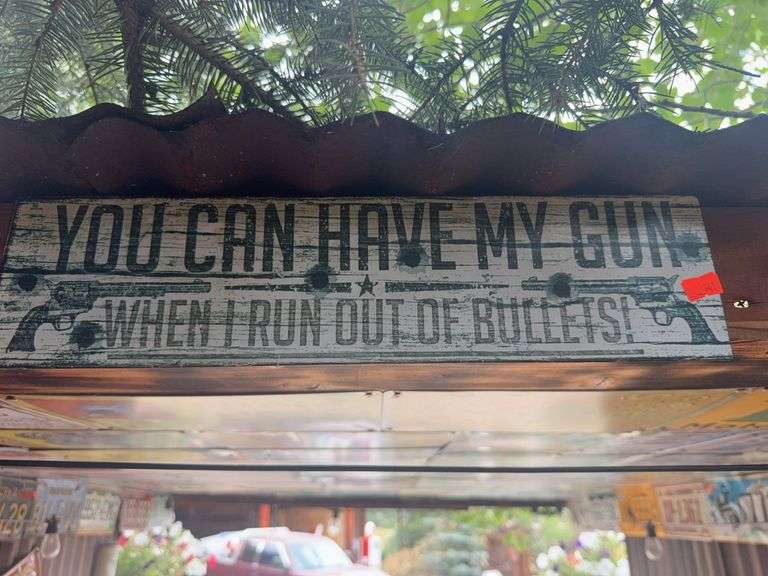 YOU CAN HAVE MY GUN
WHEN I RUN OUT OF BULLETS!